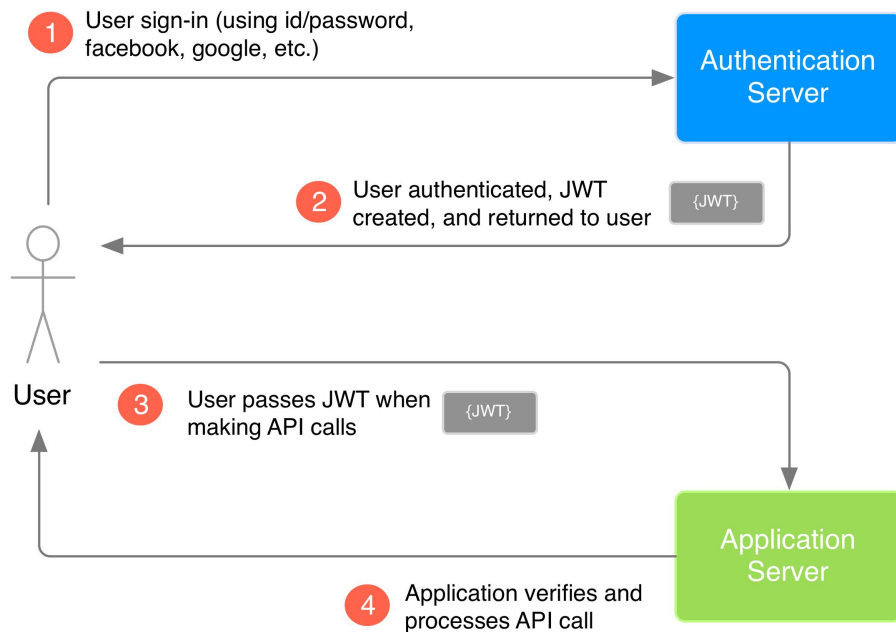 1
User sign-in (using id/password,
facebook, google, etc.)
Authentication
Server
2
User authenticated, JWT
created, and returned to user
{JWT}
User
3
User passes JWT when
making API calls
{JWT}
Application
Server
4
Application verifies and
processes API call